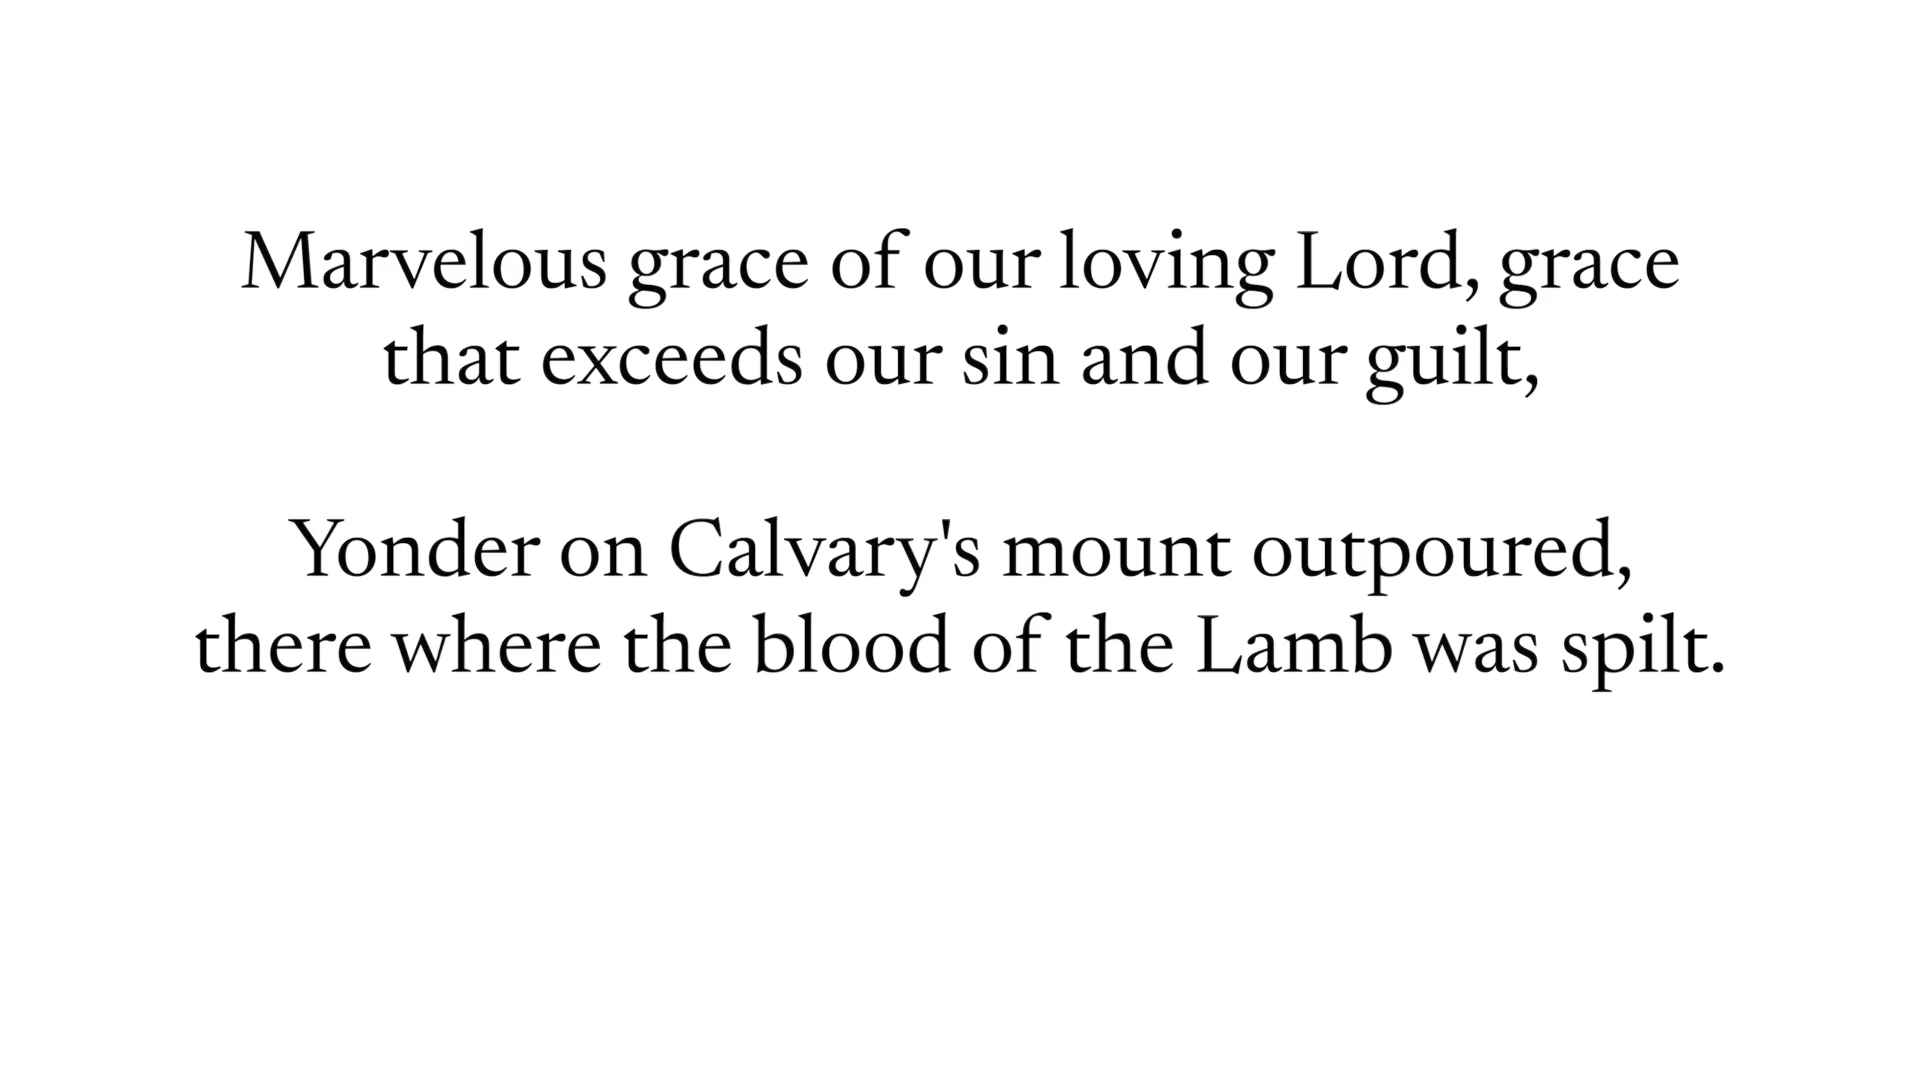 Marvelous grace of our loving Lord, grace
that exceeds our sin and our guilt,
Yonder on Calvary's mount outpoured,
there where the blood of the Lamb was spilt.